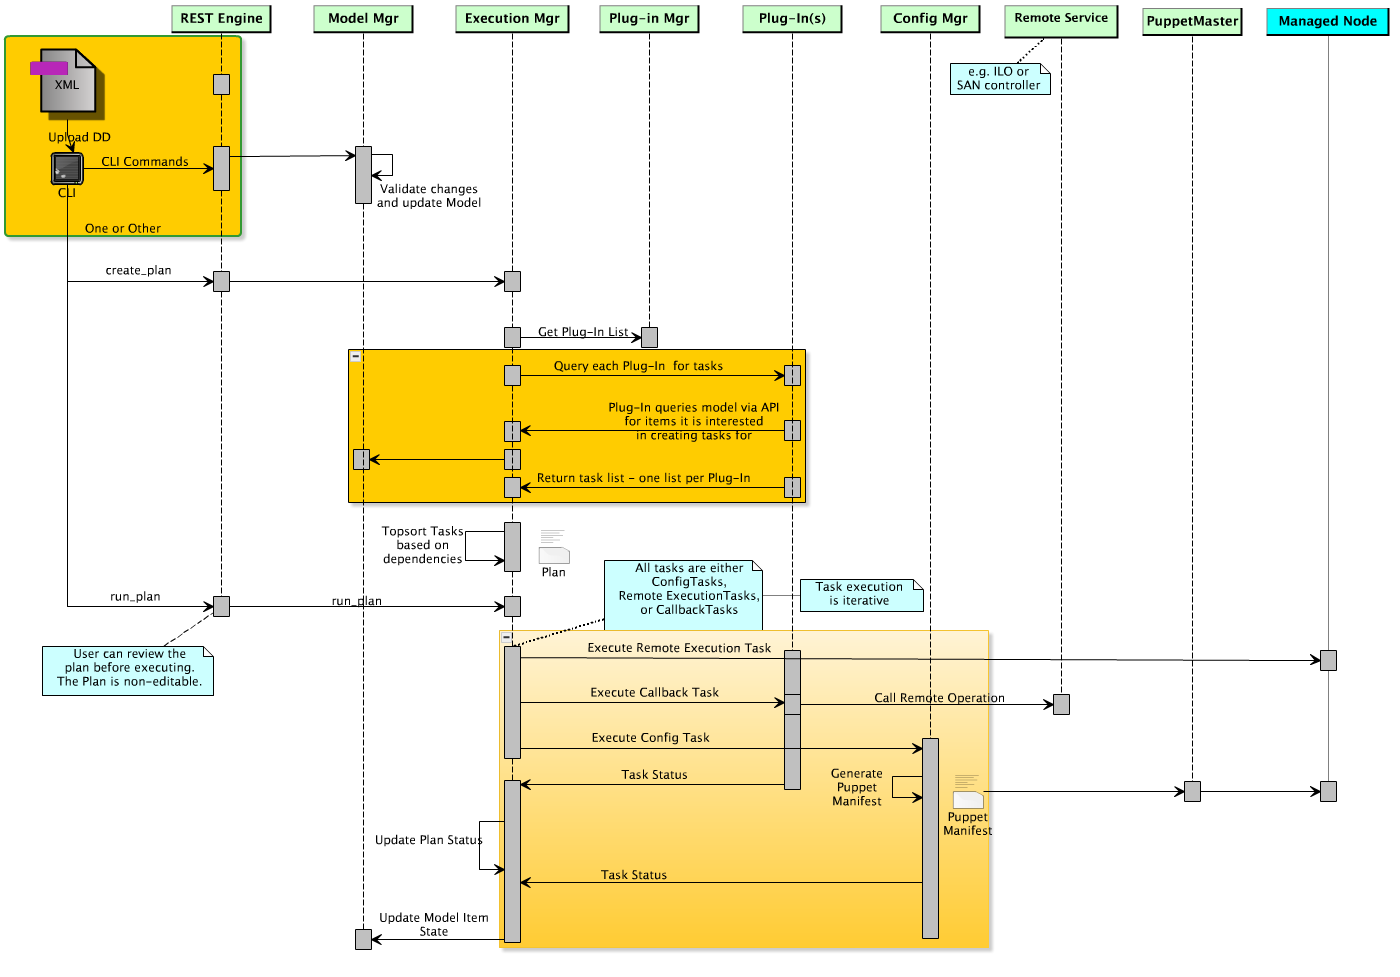 REST Engine
Model Mgr
Execution Mgr
Plug-in Mgr
Plug-In(s)
Config Mgr
Remote Service
PuppetMaster
Managed Node
e.g. ILO or
SAN controller
XML
Upload DD
CLI Commands
CLI
Validate changes
and update Model
One or Other
create_plan
Get Plug-In List
Query each Plug-In for tasks
Plug-In queries model via API
for items it is interested
in creating tasks for
Return task list - one list per Plug-In
Topsort Tasks
based on
dependencies
Plan
All tasks are either
ConfigTasks,
Remote ExecutionTasks,
or CallbackTasks
Task execution
is iterative
run_plan
run_plan
User can review the
plan before executing.
The Plan is non-editable.
Execute Remote Execution Task
Execute Callback Task
Call Remote Operation
Execute Config Task
Task Status
Generate
Puppet
Manifest
Puppet
Manifest
Update Plan Status
Task Status
Update Model Item
State